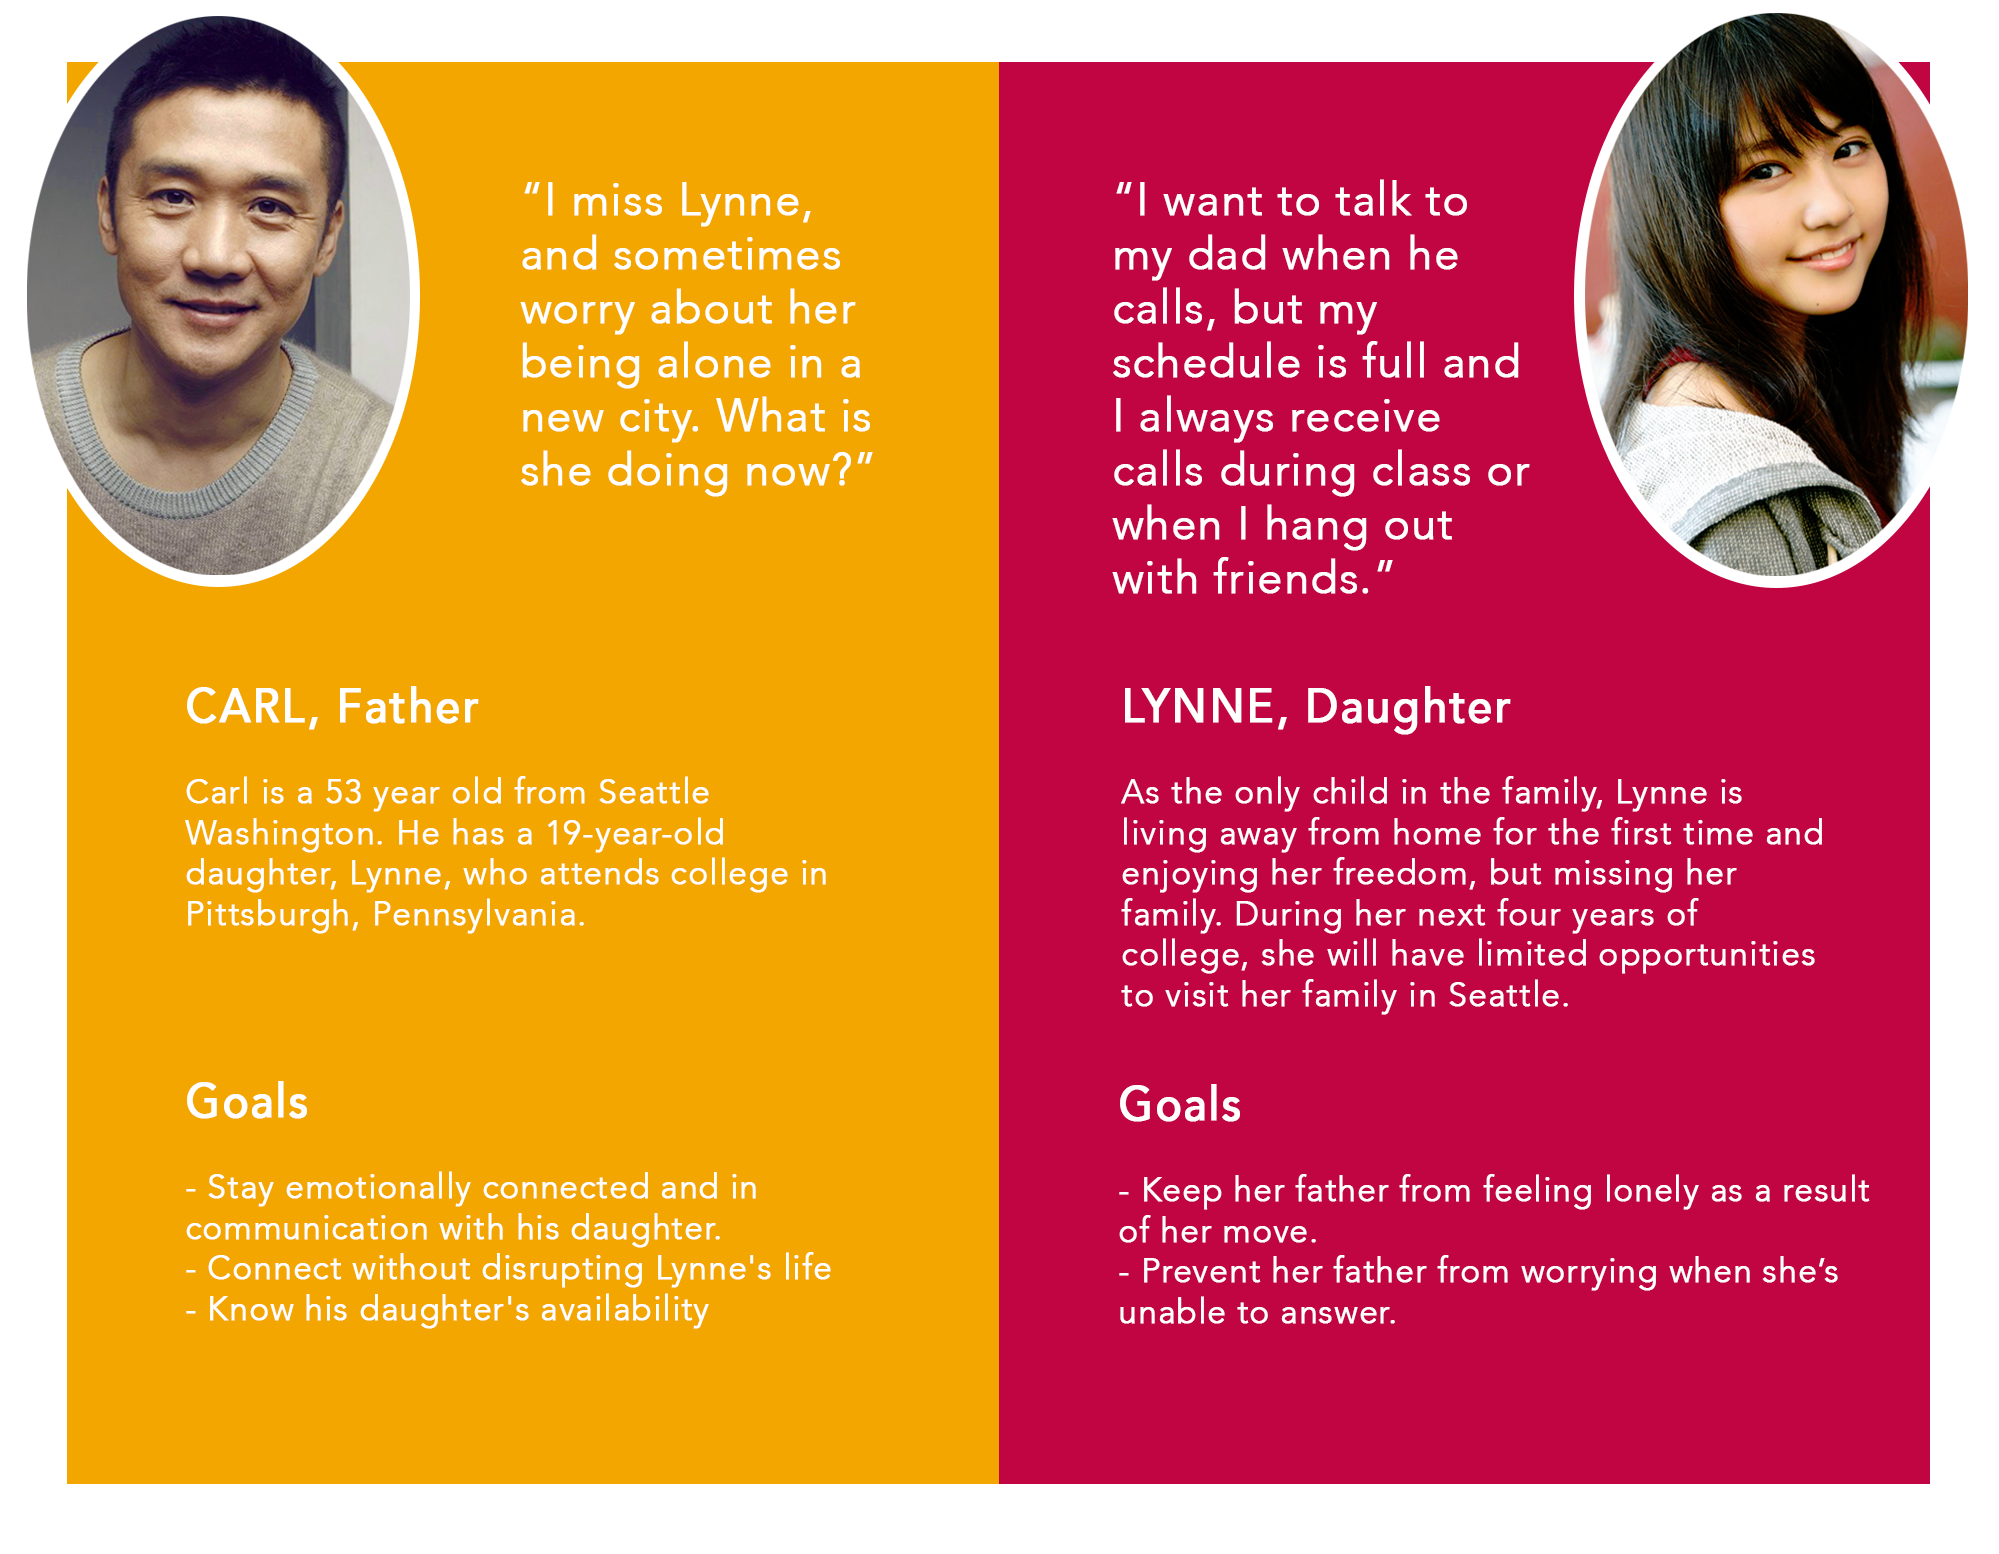 “I miss Lynne,
and sometimes
worry about her
being alone in a
new city. What is
she doing now?”
CARL, Father
Carl is a 53 year old from Seattle
Washington. He has a 19-year-old
daughter, Lynne, who attends college in
Pittsburgh, Pennsylvania.
Goals
- Stay emotionally connected and in
communication with his daughter.
- Connect without disrupting Lynne's life
- Know his daughter's availability
“I want to talk to
my dad when he
calls, but my
schedule is full and
I always receive
calls during class or
when I hang out
with friends.”
LYNNE, Daughter
As the only child in the family, Lynne is
living away from home for the first time and
enjoying her freedom, but missing her
family. During her next four years of
college, she will have limited opportunities
to visit her family in Seattle.
Goals
- Keep her father from feeling lonely as a result
of her move.
- Prevent her father from worrying when she’s
unable to answer.